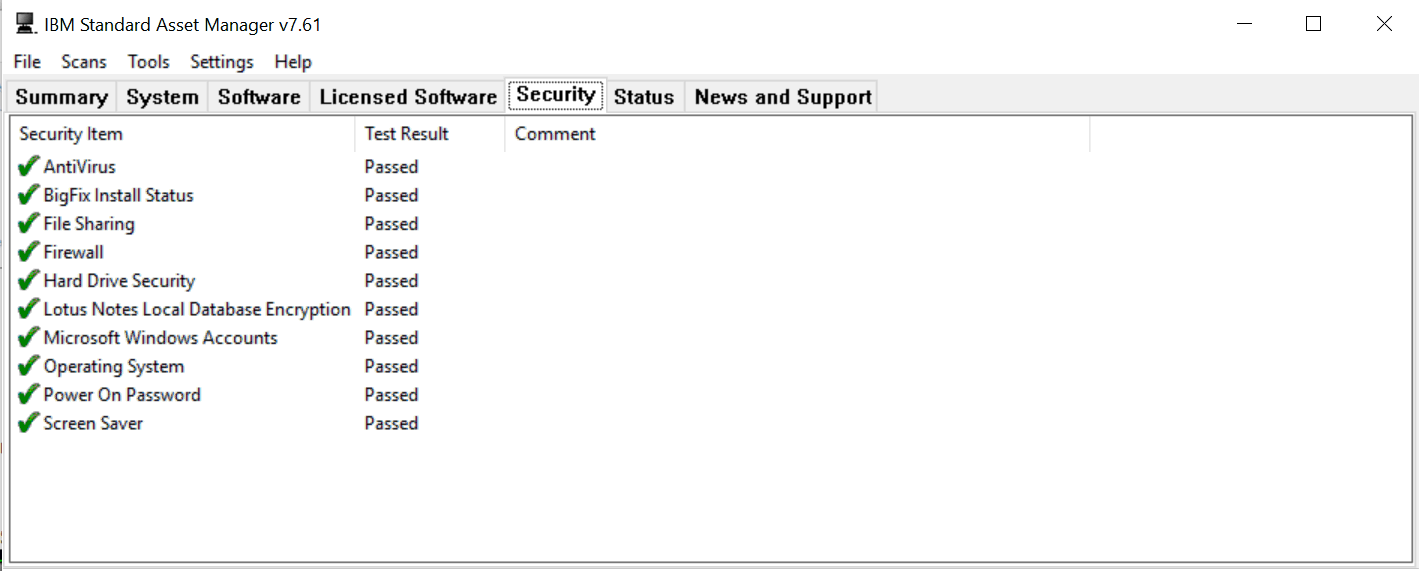 IBM Standard Asset Manager v7.61
File Scans Tools Settings Help
Summary System Software Licensed Software Security Status News and Support
Security Item Test Result Comment
AntiVirus Passed
BigFix Install Status Passed
File Sharing Passed
Firewall Passed
Hard Drive Security Passed
Lotus Notes Local Database Encryption Passed
Microsoft Windows Accounts Passed
Operating System Passed
Power On Password Passed
Screen Saver Passed